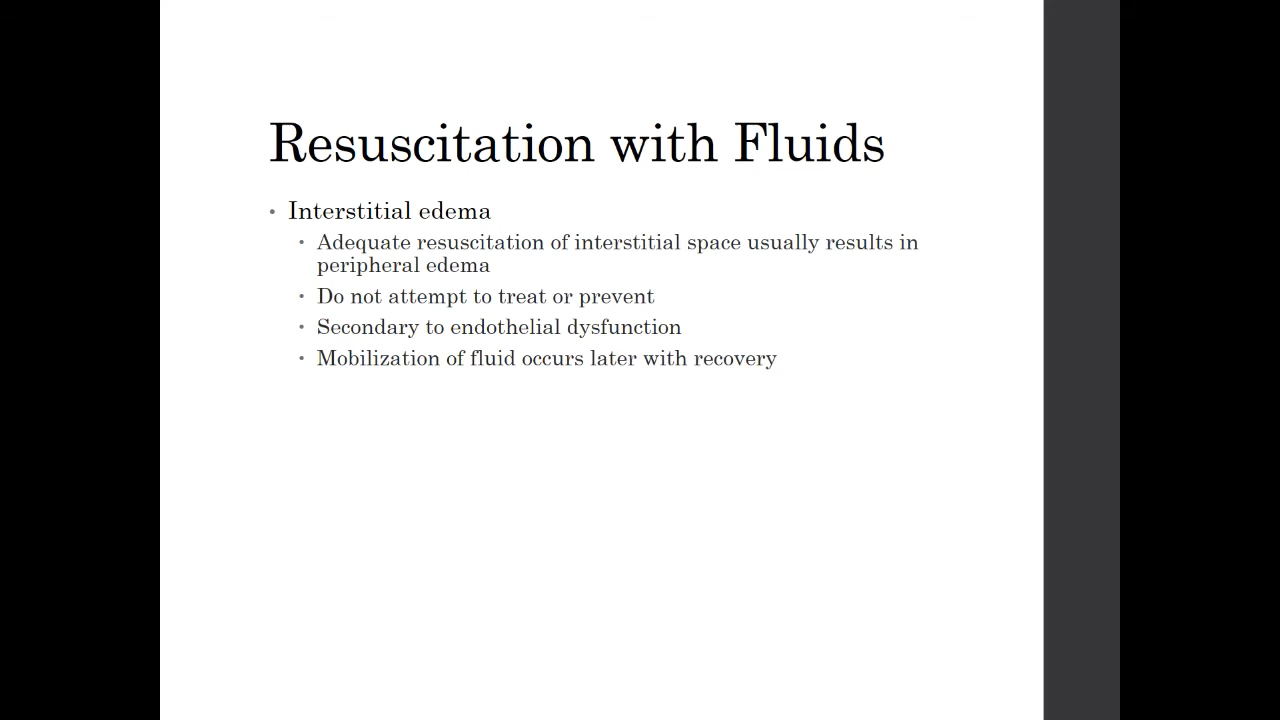 Resuscitation with Fluids
• Interstitial edema
• Adequate resuscitation of interstitial space usually results in
peripheral edema
• Do not attempt to treat or prevent
• Secondary to endothelial dysfunction
• Mobilization of fluid occurs later with recovery